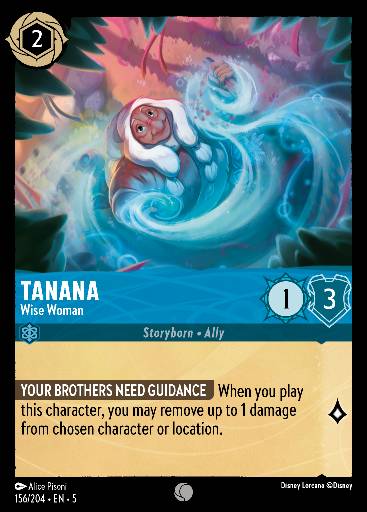 2
TANANA
Wise Woman
1
3
Storyborn • Ally
YOUR BROTHERS NEED GUIDANCE When you play
this character, you may remove up to 1 damage
from chosen character or location.
Alice Pisoni
Disney Lorcana ©Disney
156/204 • EN • 5